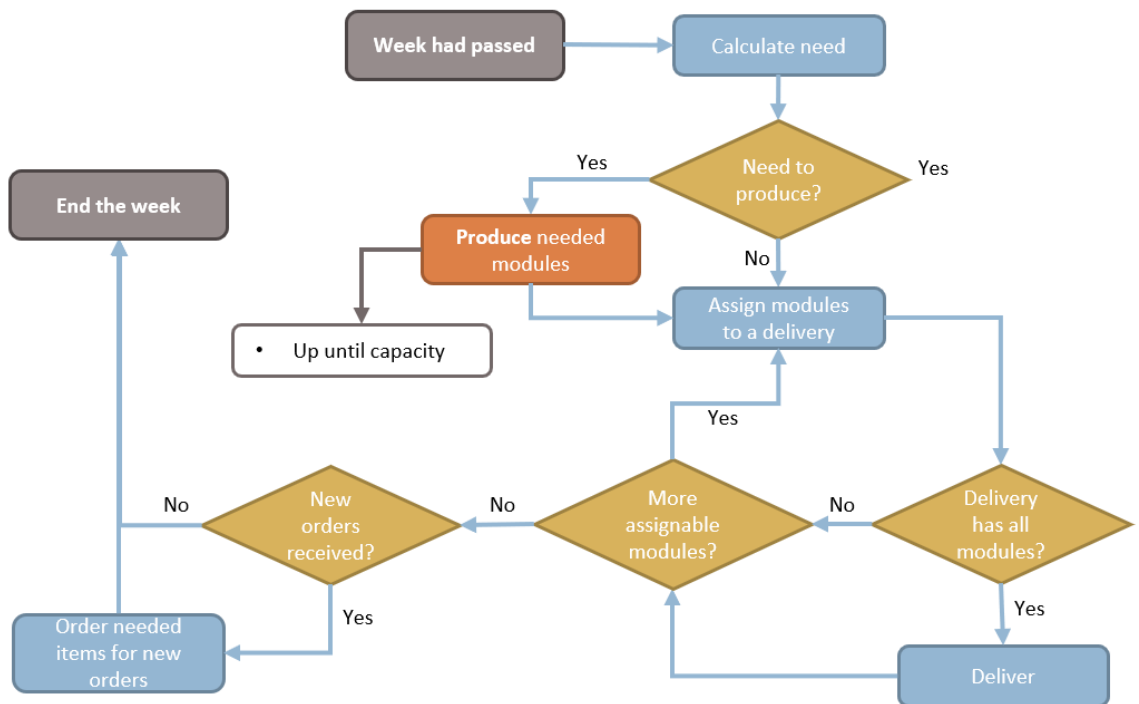 Week had passed
Calculate need
Yes
Need to
produce?
Yes
End the week
Produce needed
modules
No
Assign modules
to a delivery
• Up until capacity
Yes
No
New
orders
received?
No
More
assignable
modules?
No
Delivery
has all
modules?
Yes
Yes
Order needed
items for new
orders
Deliver